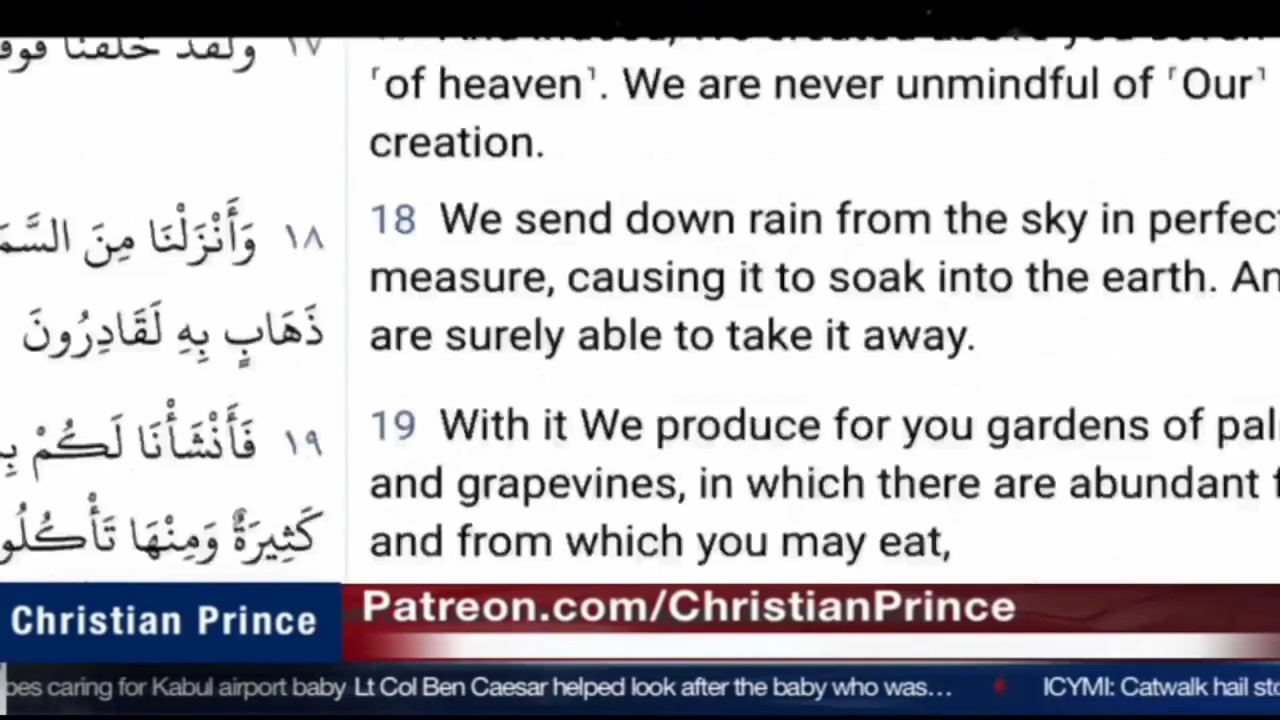 ١٧ ولقد خلقنا
⸢of heaven⸣. We are never unmindful of ⸢Our⸣
creation.
١٨ وَأَنْزَلْنَا مِنَ
ذَهَابٍ بِهِ لَقَادِرُونَ
18 We send down rain from the sky in perfec
measure, causing it to soak into the earth. An
are surely able to take it away.
١٩ فَأَنْشَأْنَا لَكُمْ
كَثِيرَةٌ وَمِنْهَا
19 With it We produce for you gardens of pal
and grapevines, in which there are abundant
and from which you may eat,
Christian Prince
Patreon.com/ChristianPrince
oes caring for Kabul airport baby Lt Col Ben Caesar helped look after the baby who was... ICYMI: Catwalk hail sto